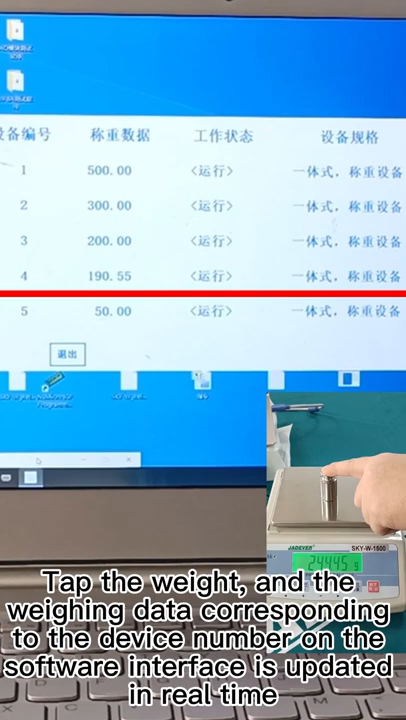 设备编号 称重数据 工作状态 设备规格
1 500.00 <运行> 一体式，称重设备
2 300.00 <运行> 一体式，称重设备
3 200.00 <运行> 一体式，称重设备
4 190.55 <运行> 一体式，称重设备
5 50.00 <运行> 一体式，称重设备
退出
JADEVER SKY-W-1500
244.45 g
Tap the weight, and the
weighing data corresponding
to the device number on the
software interface is updated
in real time